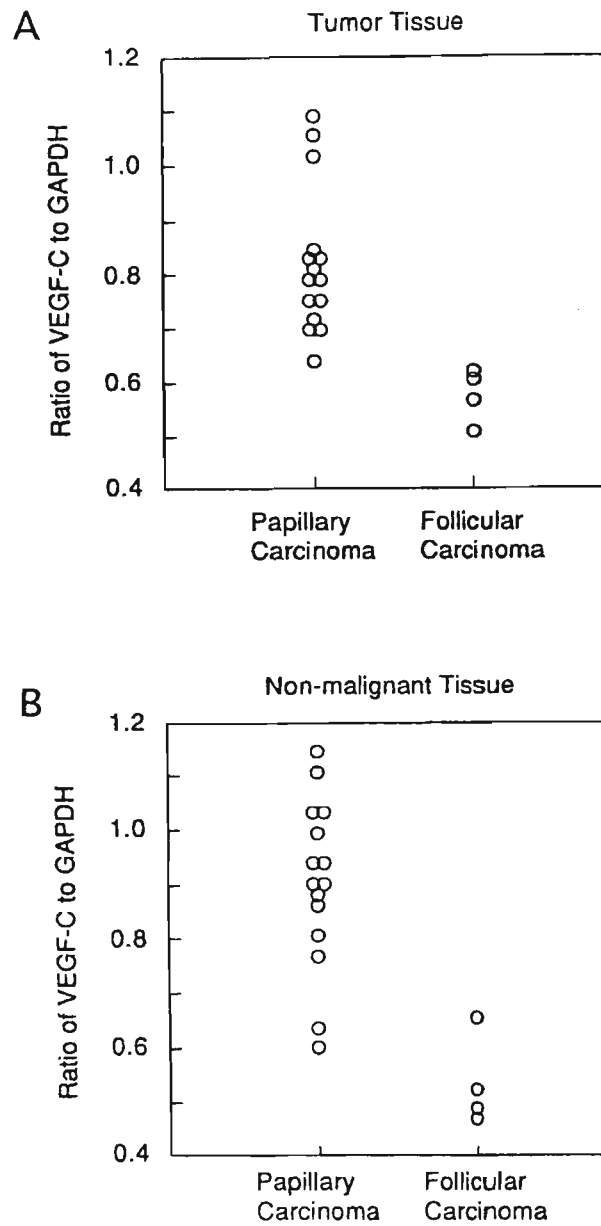 A
Tumor Tissue
Ratio of VEGF-C to GAPDH
1.2
1.0
0.8
0.6
0.4
Papillary Carcinoma
Follicular Carcinoma
B
Non-malignant Tissue
Ratio of VEGF-C to GAPDH
1.2
1.0
0.8
0.6
0.4
Papillary Carcinoma
Follicular Carcinoma